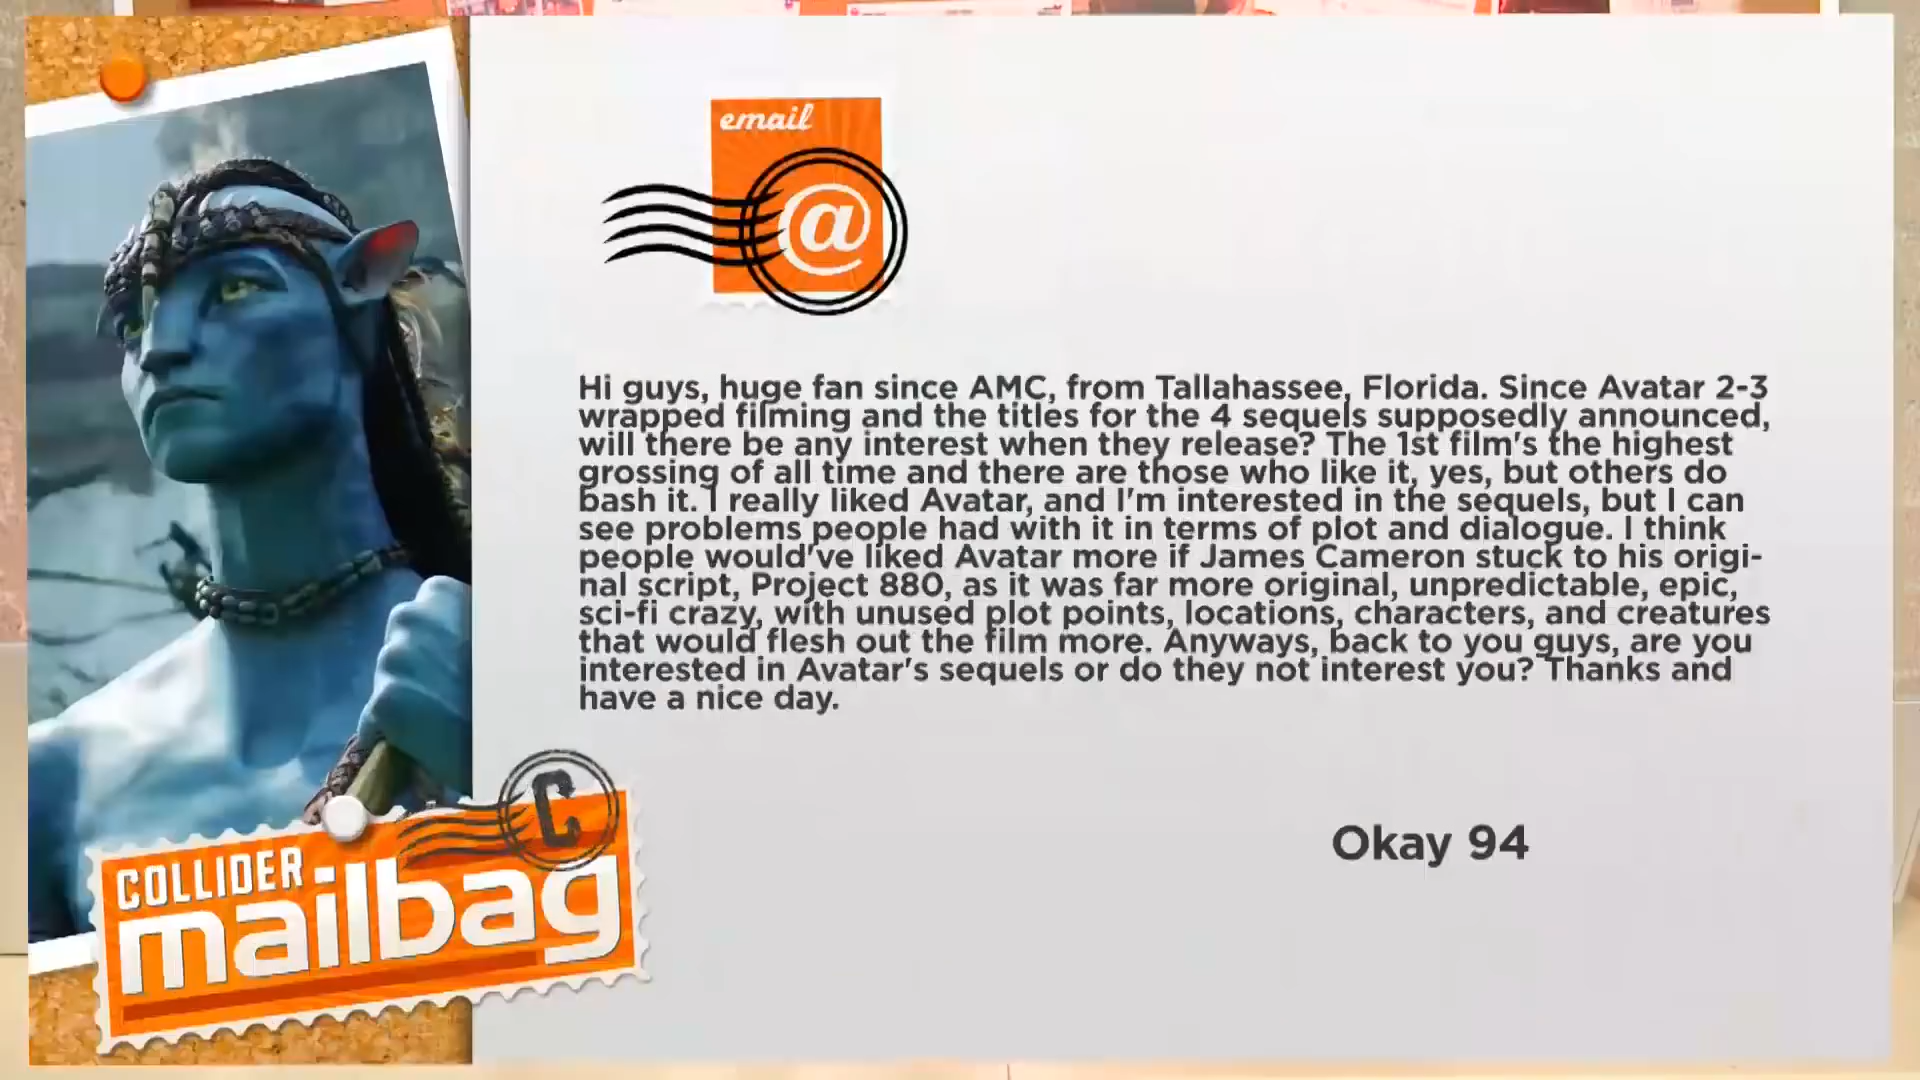 email
@
Hi guys, huge fan since AMC, from Tallahassee, Florida. Since Avatar 2-3
wrapped filming and the titles for the 4 sequels supposedly announced,
will there be any interest when they release? The 1st film's the highest
grossing of all time and there are those who like it, yes, but others do
bash it. I really liked Avatar, and I'm interested in the sequels, but I can
see problems people had with it in terms of plot and dialogue. I think
people would've liked Avatar more if James Cameron stuck to his origi-
nal script, Project 880, as it was far more original, unpredictable, epic,
sci-fi crazy, with unused plot points, locations, characters, and creatures
that would flesh out the film more. Anyways, back to you guys, are you
interested in Avatar's sequels or do they not interest you? Thanks and
have a nice day.
Okay 94
C
COLLIDER
mailbag